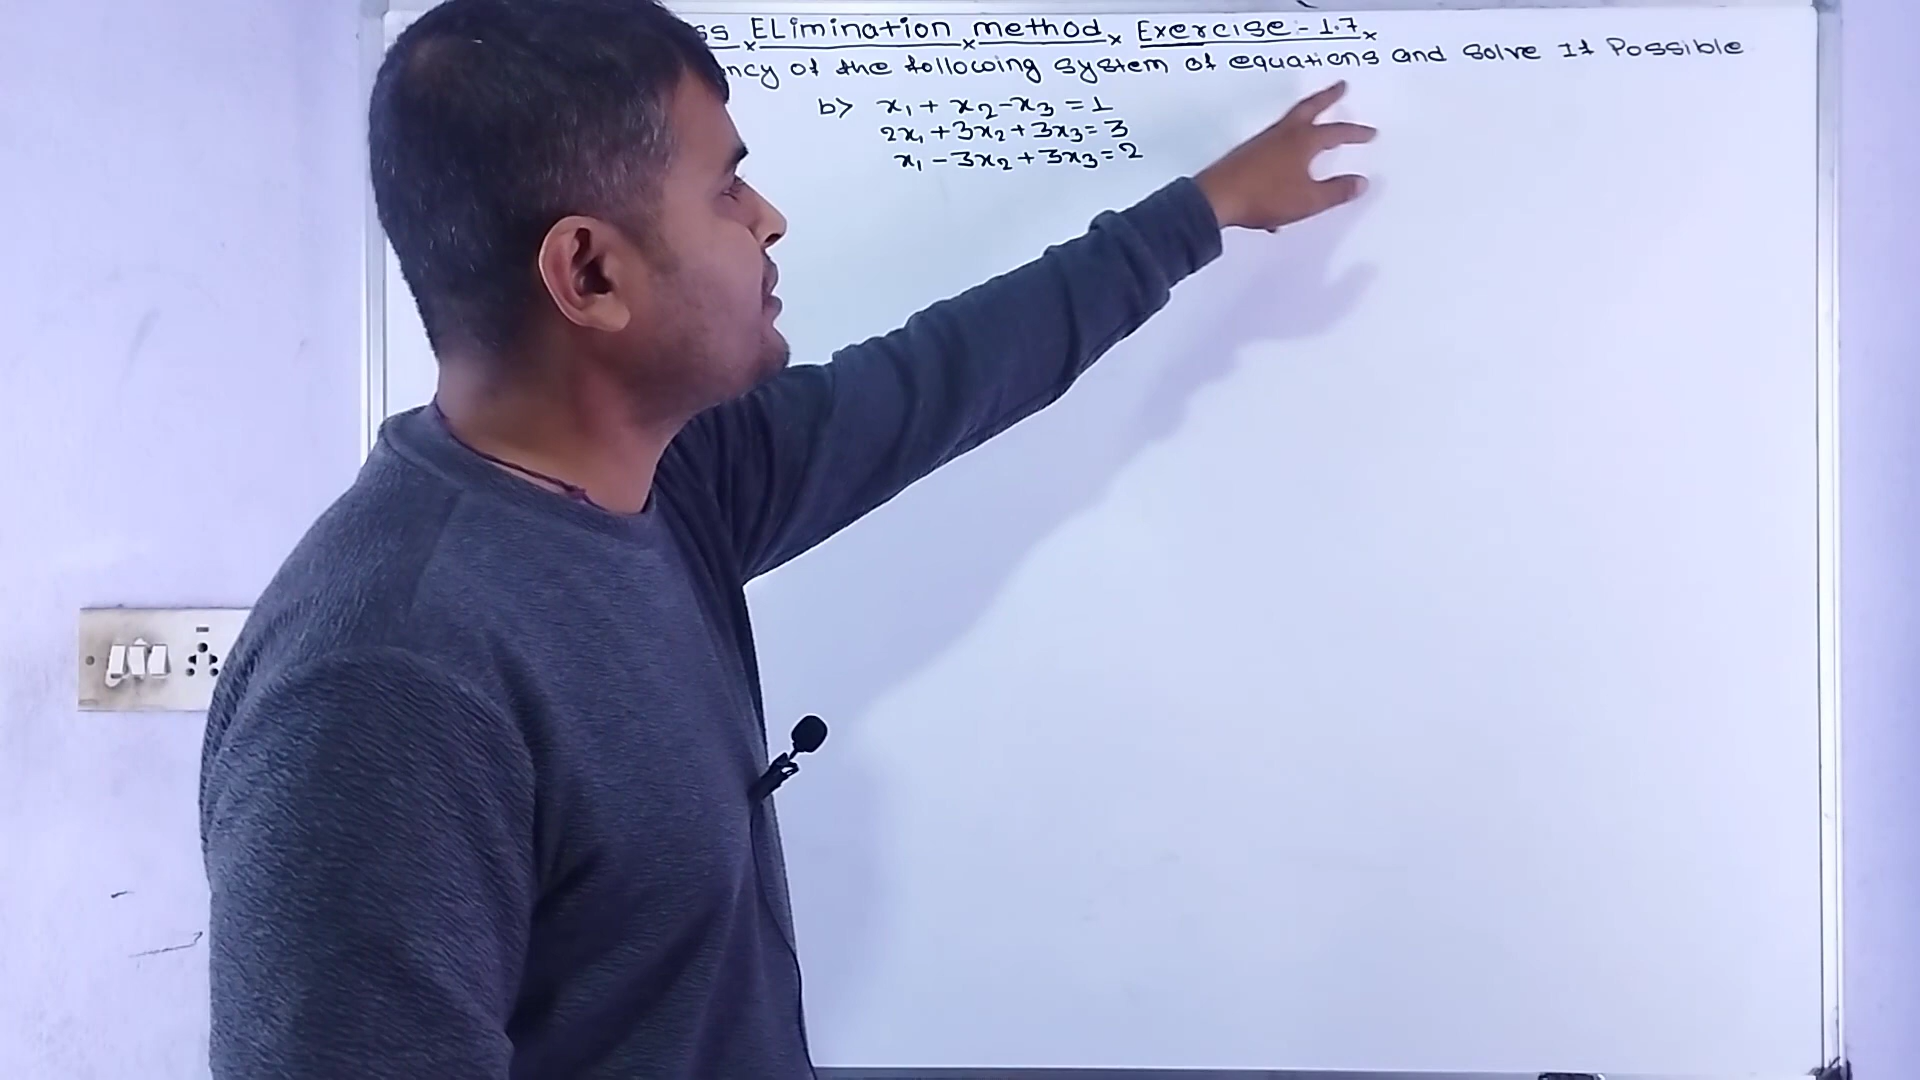 ss Elimination method Exercise:- 1.7
ncy of the following system of equations and solve If Possible
b> x₁ + x₂ - x₃ = 1
2x₁ + 3x₂ + 3x₃ = 3
x₁ - 3x₂ + 3x₃ = 2